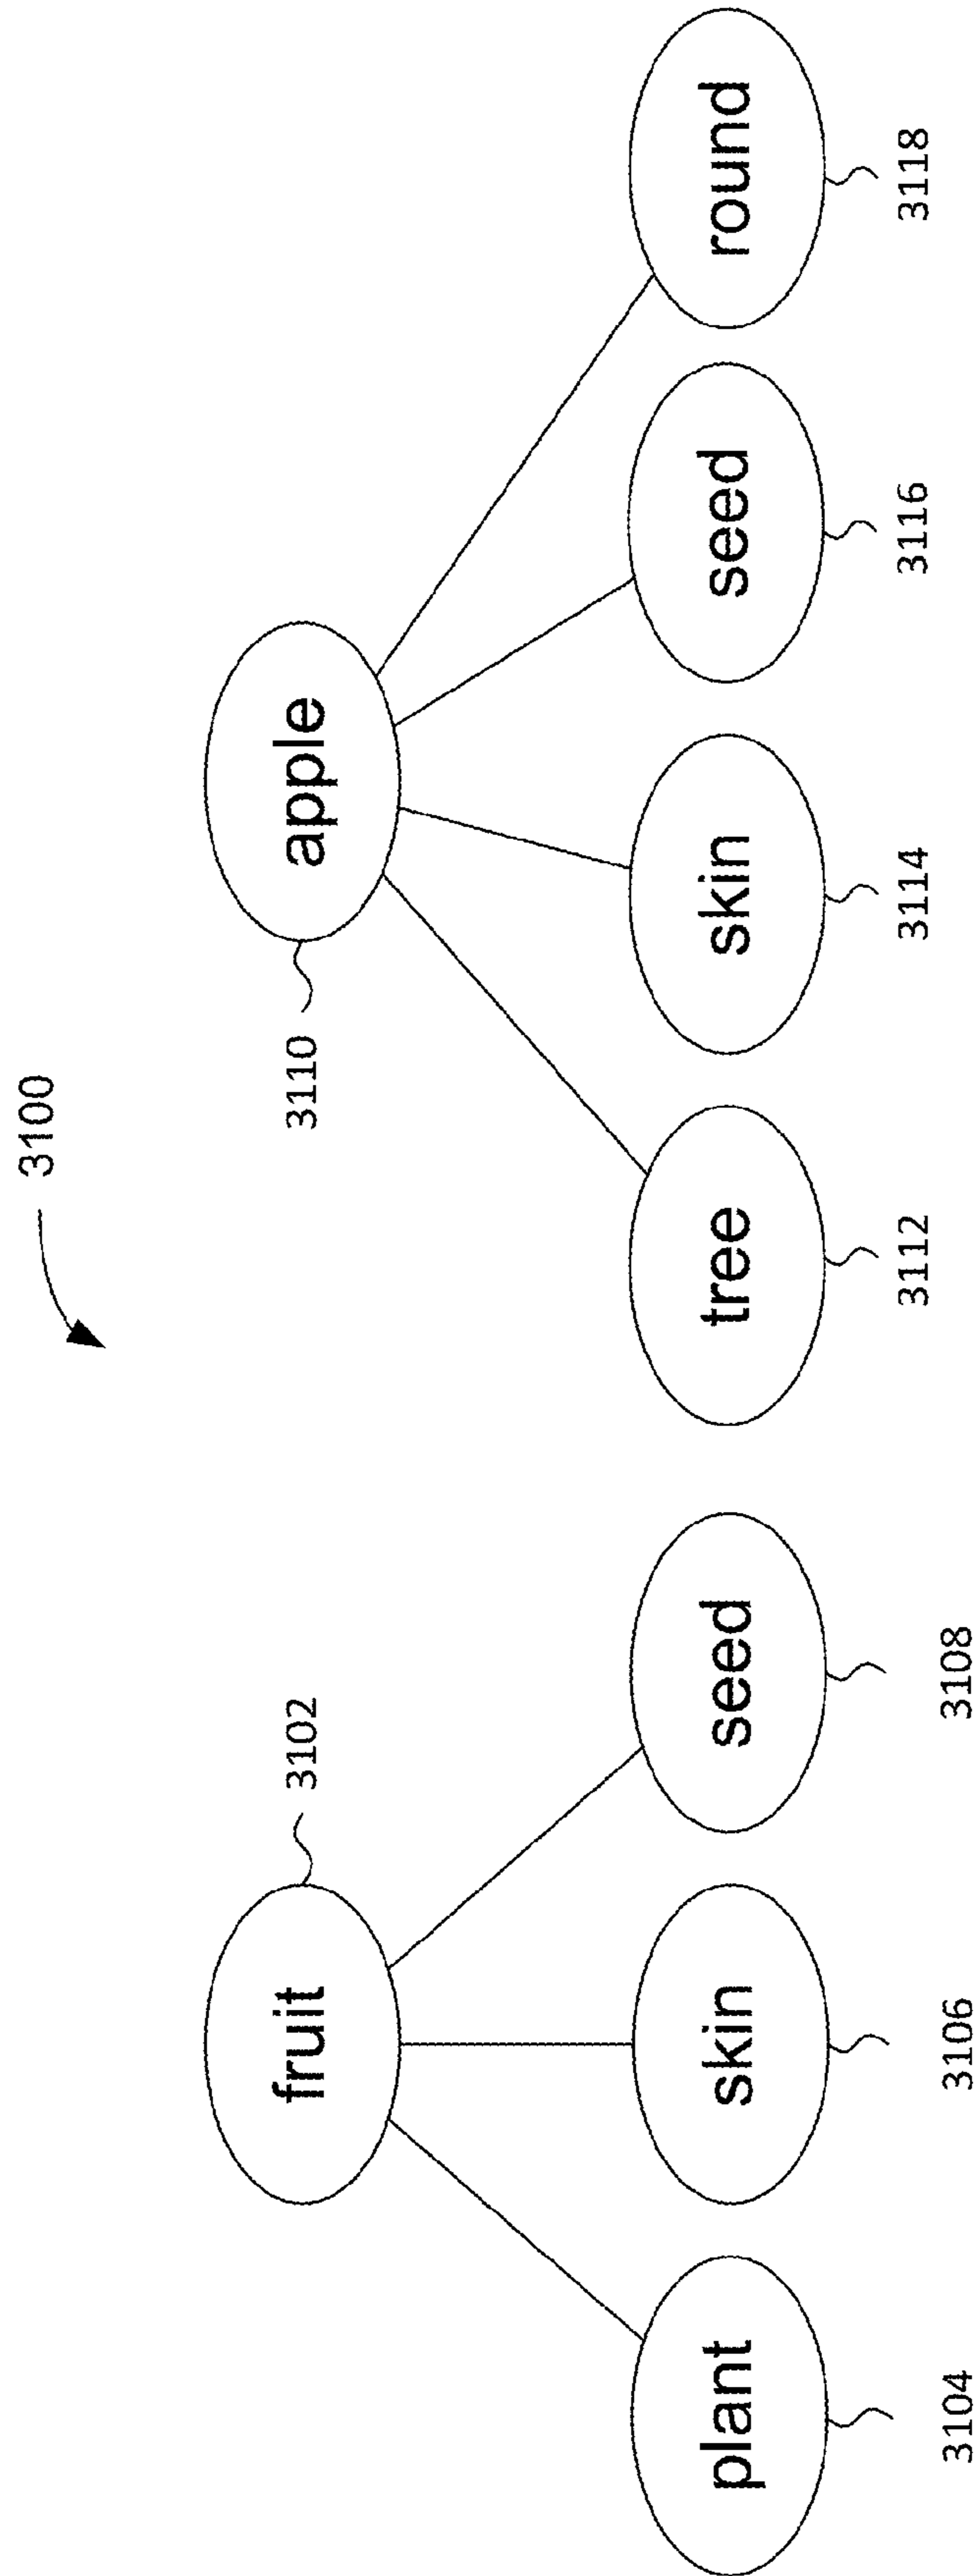 3100
fruit
3102
3110
apple
plant
skin
seed
tree
skin
seed
round
3104
3106
3108
3112
3114
3116
3118